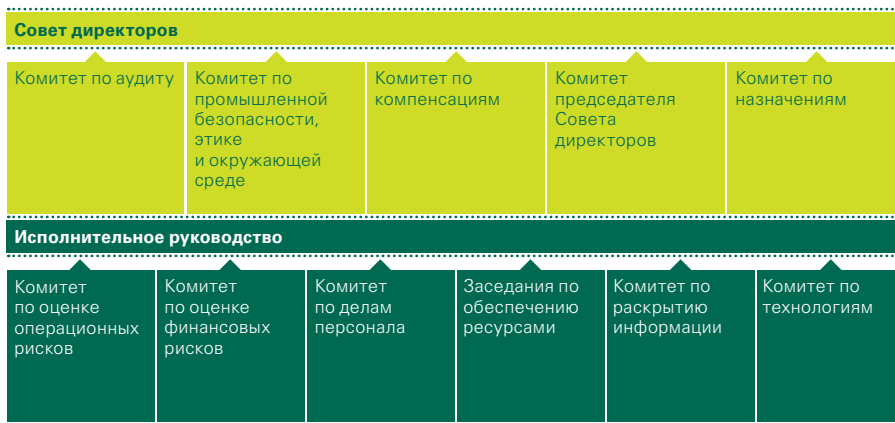 Совет директоров
Комитет по аудиту
Комитет по
промышленной
безопасности,
этике
и окружающей
среде
Комитет по
компенсациям
Комитет
председателя
Совета
директоров
Комитет по
назначениям
Исполнительное руководство
Комитет
по оценке
операционных
рисков
Комитет
по оценке
финансовых
рисков
Комитет
по делам
персонала
Заседания по
обеспечению
ресурсами
Комитет по
раскрытию
информации
Комитет по
технологиям